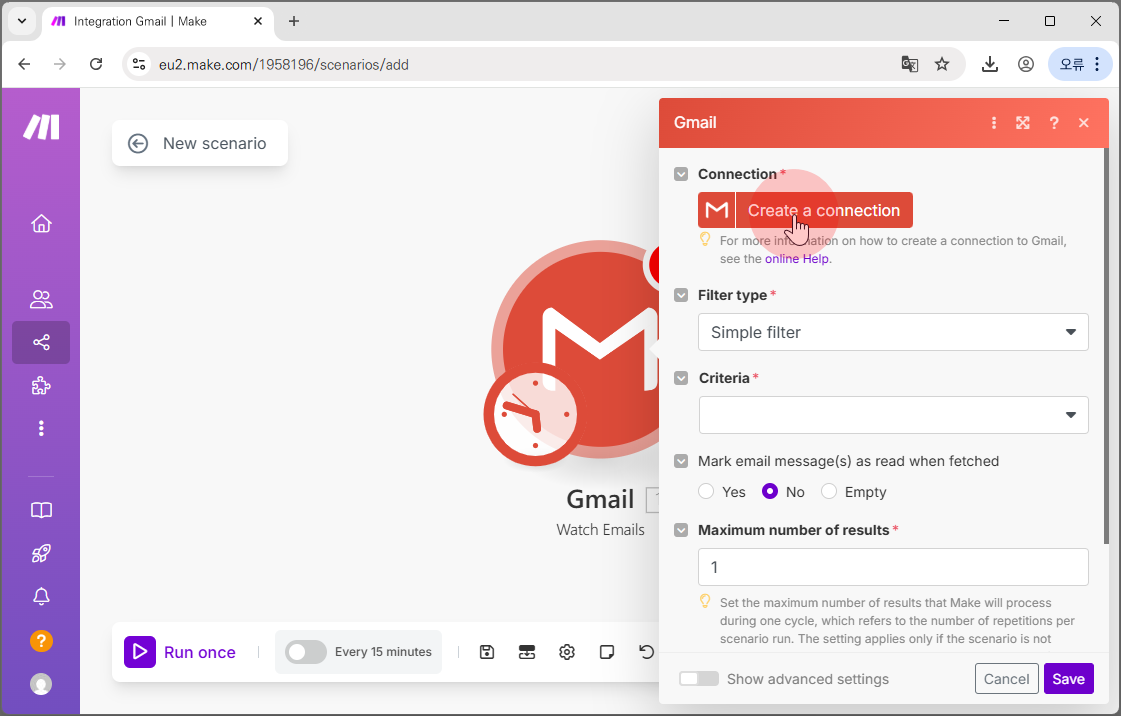 Integration Gmail | Make
eu2.make.com/1958196/scenarios/add
오류
New scenario
Gmail
Connection *
Create a connection
For more information on how to create a connection to Gmail,
see the online Help.
Filter type *
Simple filter
Criteria *
Mark email message(s) as read when fetched
Yes No Empty
Maximum number of results *
1
Set the maximum number of results that Make will process
during one cycle, which refers to the number of repetitions per
scenario run. The setting applies only if the scenario is not
Show advanced settings
Cancel
Save
Gmail
Watch Emails
Run once
Every 15 minutes